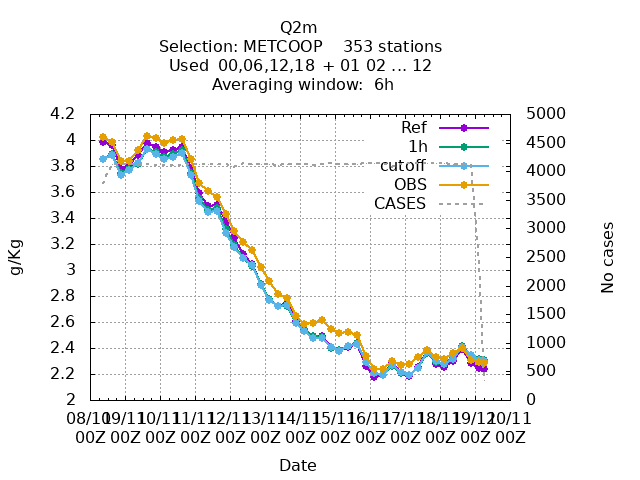 Q2m
Selection: METCOOP    353 stations
Used  00,06,12,18 + 01 02 ... 12
Averaging window:  6h
4.2
4
3.8
3.6
3.4
3.2
3
2.8
2.6
2.4
2.2
2
g/Kg
5000
4500
4000
3500
3000
2500
2000
1500
1000
500
0
No cases
Ref
1h
cutoff
OBS
CASES
08/11 09/11 10/11 11/11 12/11 13/11 14/11 15/11 16/11 17/11 18/11 19/11 20/11
00Z 00Z 00Z 00Z 00Z 00Z 00Z 00Z 00Z 00Z 00Z 00Z 00Z
Date